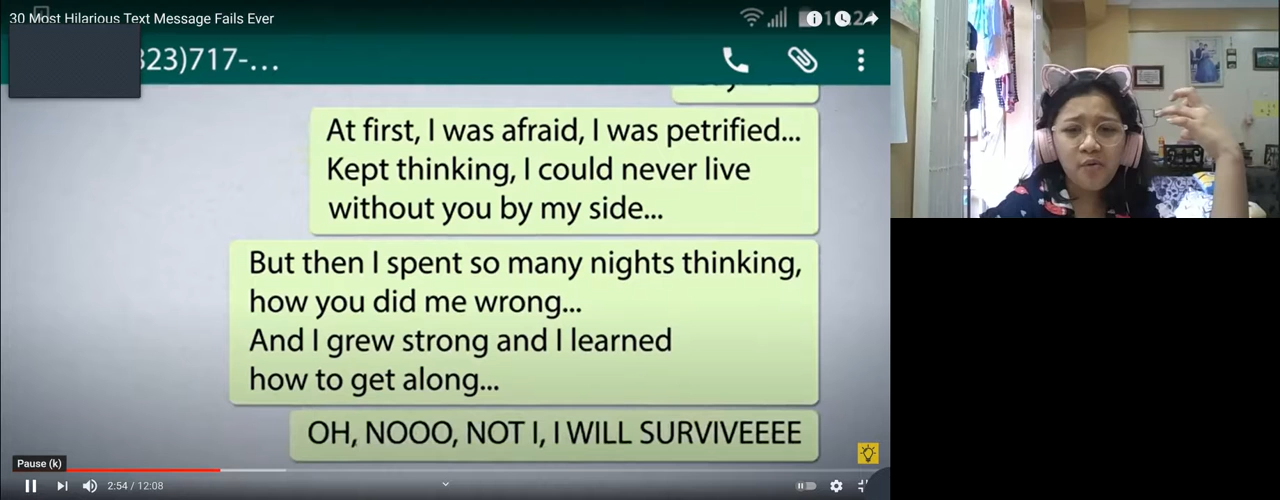 30 Most Hilarious Text Message Fails Ever
823)717-...
At first, I was afraid, I was petrified...
Kept thinking, I could never live
without you by my side...
But then I spent so many nights thinking,
how you did me wrong...
And I grew strong and I learned
how to get along...
OH, NOOO, NOT I, I WILL SURVIVEEEE
Pause (k)
2:54 / 12:08